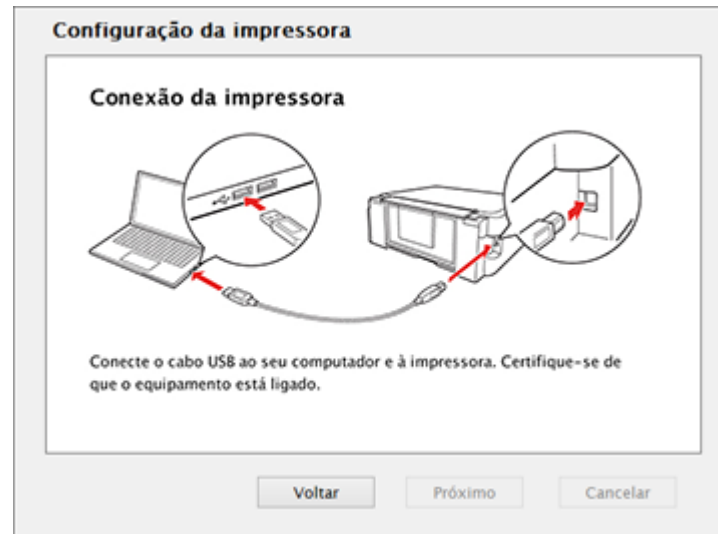 Configuração da impressora
Conexão da impressora
Conecte o cabo USB ao seu computador e à impressora. Certifique-se de
que o equipamento está ligado.
Voltar
Próximo
Cancelar